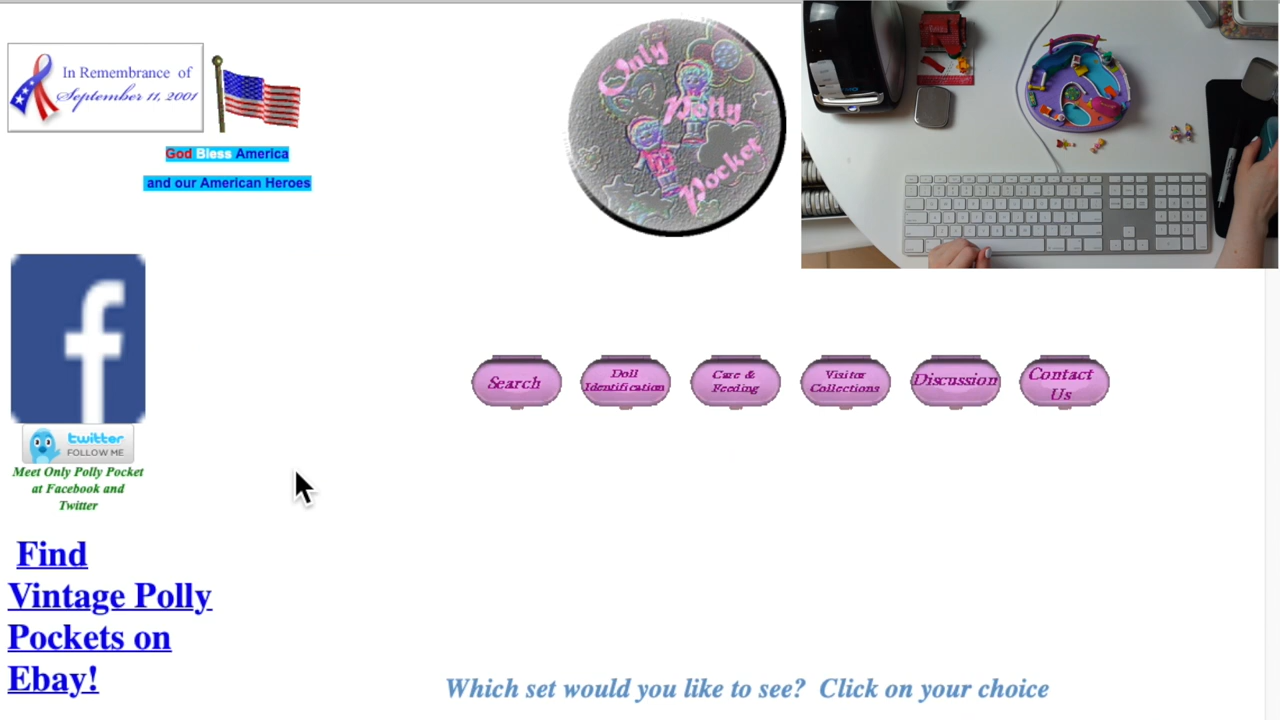 In Remembrance of
September 11, 2001
God Bless America
and our American Heroes
Only
Polly
Pocket
f
twitter
FOLLOW ME
Meet Only Polly Pocket
at Facebook and
Twitter
Search
Doll
Identification
Care &
Feeding
Visitor
Collections
Discussion
Contact
Us
Find
Vintage Polly
Pockets on
Ebay!
Which set would you like to see? Click on your choice